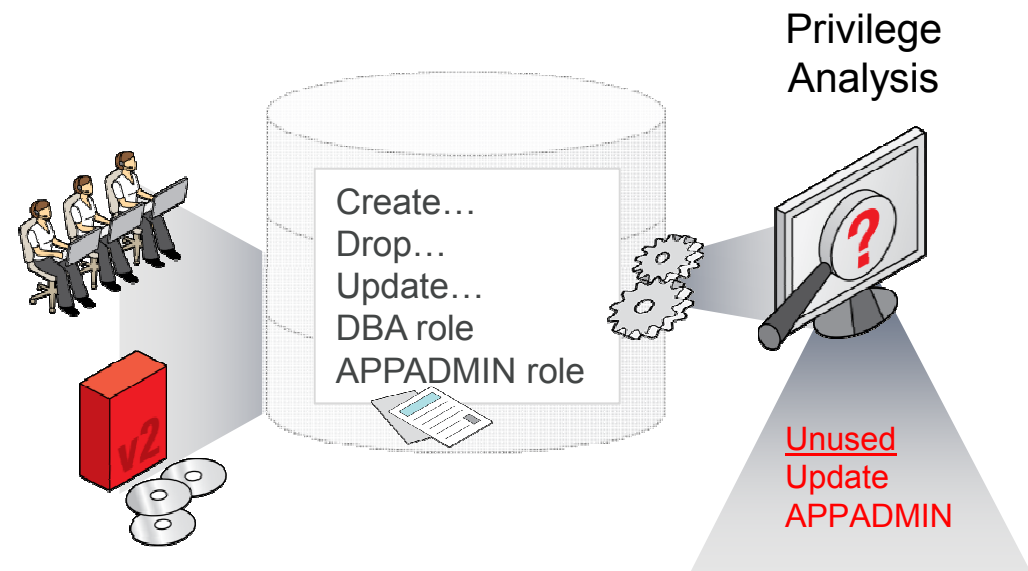 Privilege
Analysis
Create…
Drop…
Update…
DBA role
APPADMIN role
?
v2
Unused
Update
APPADMIN